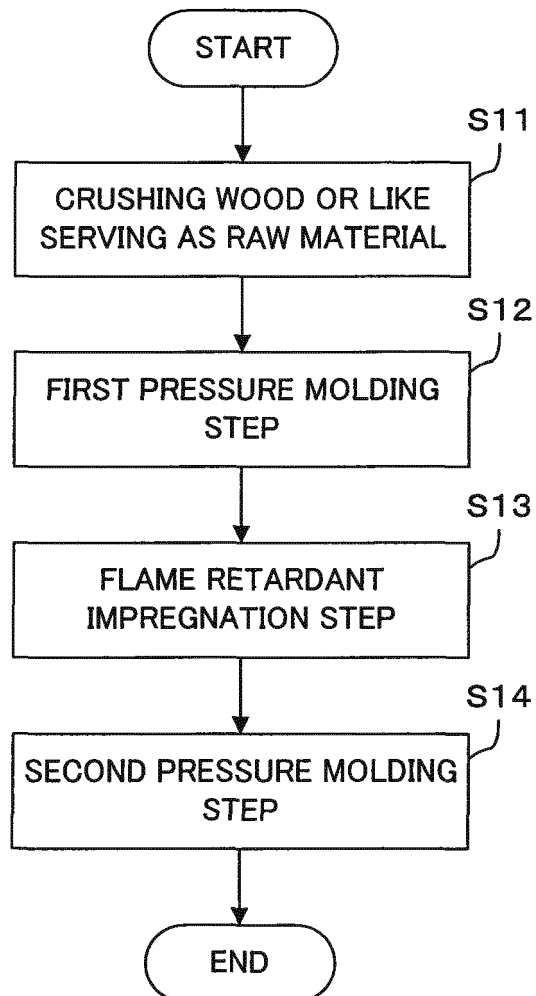 START
S11
CRUSHING WOOD OR LIKE
SERVING AS RAW MATERIAL
S12
FIRST PRESSURE MOLDING
STEP
S13
FLAME RETARDANT
IMPREGNATION STEP
S14
SECOND PRESSURE MOLDING
STEP
END